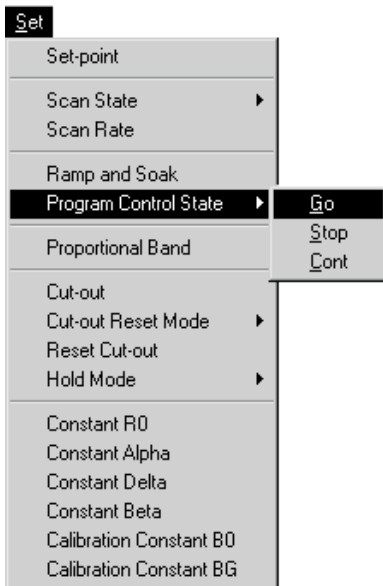 Set
Set-point
Scan State
Scan Rate
Ramp and Soak
Program Control State
Go
Stop
Cont
Proportional Band
Cut-out
Cut-out Reset Mode
Reset Cut-out
Hold Mode
Constant R0
Constant Alpha
Constant Delta
Constant Beta
Calibration Constant B0
Calibration Constant BG